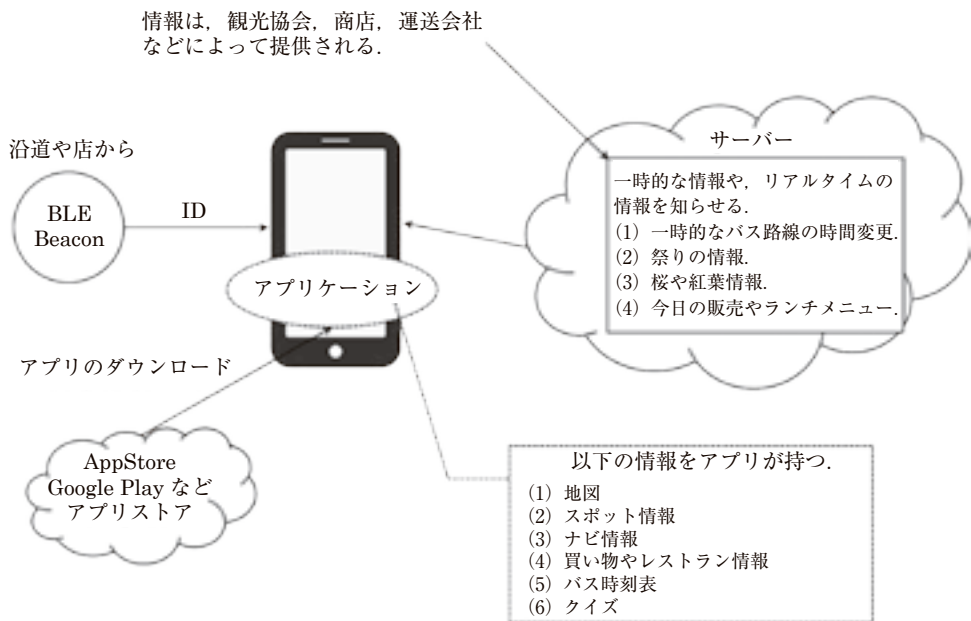 情報は，観光協会，商店，運送会社
などによって提供される．
沿道や店から
BLE
Beacon
ID
アプリケーション
サーバー
一時的な情報や，リアルタイムの
情報を知らせる．
(1) 一時的なバス路線の時間変更．
(2) 祭りの情報．
(3) 桜や紅葉情報．
(4) 今日の販売やランチメニュー．
アプリのダウンロード
AppStore
Google Play など
アプリストア
以下の情報をアプリが持つ．
(1) 地図
(2) スポット情報
(3) ナビ情報
(4) 買い物やレストラン情報
(5) バス時刻表
(6) クイズ